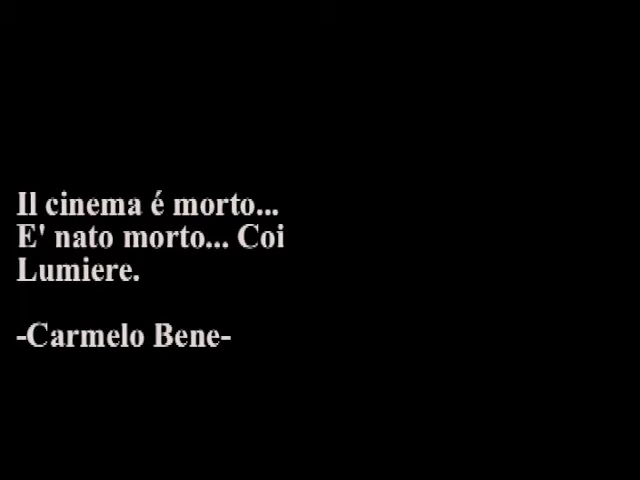 Il cinema é morto...
E' nato morto... Coi
Lumiere.
-Carmelo Bene-